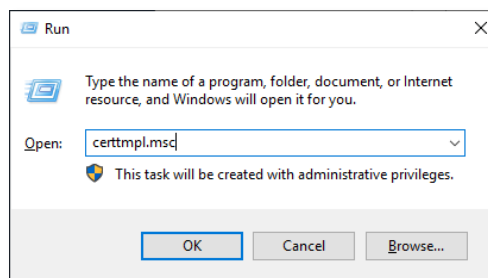 Run
Type the name of a program, folder, document, or Internet
resource, and Windows will open it for you.
Open: certtmpl.msc
This task will be created with administrative privileges.
OK Cancel Browse...